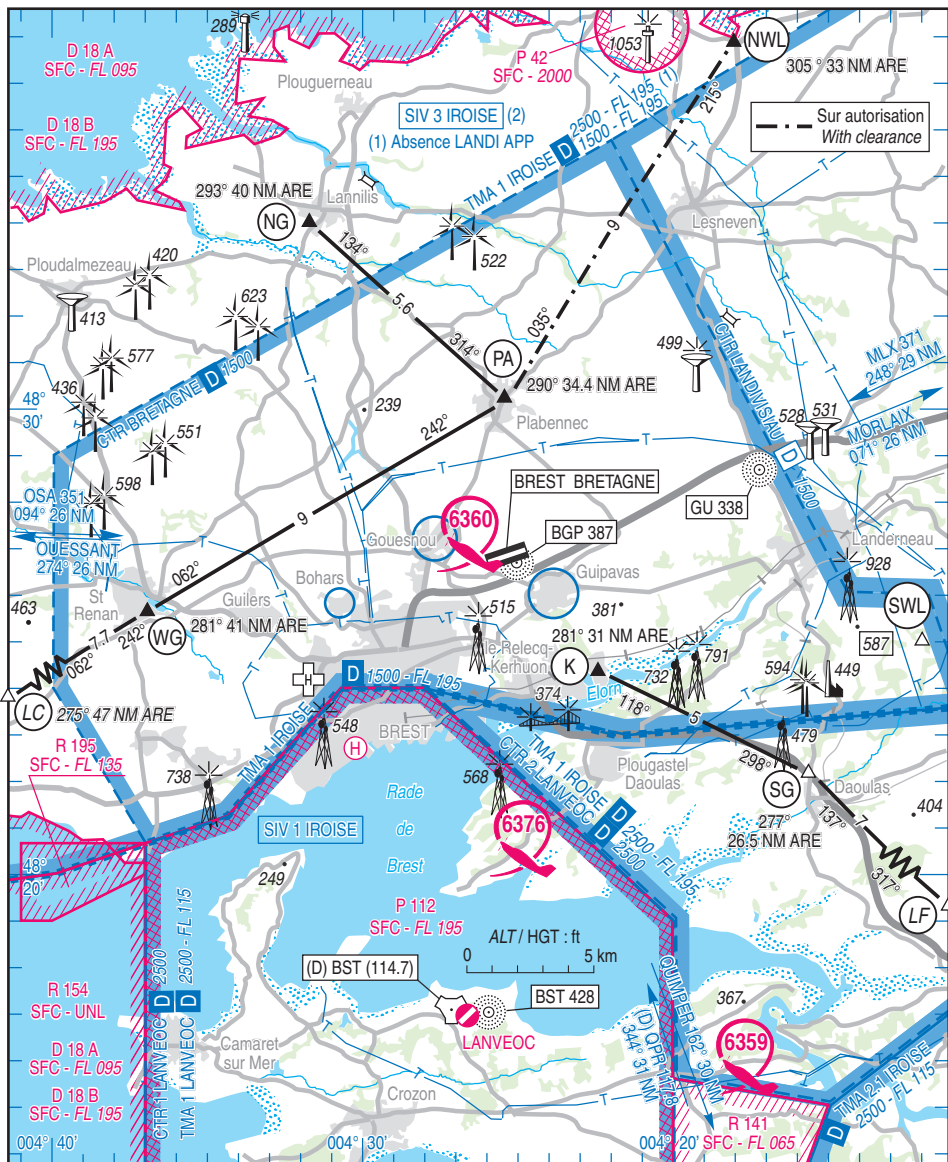 289
D 18 A
SFC - FL 095
Plouguerneau
P 42
SFC - 2000
1053
NWL
305 ° 33 NM ARE
215°
D 18 B
SFC - FL 195
SIV 3 IROISE (2)
(1) Absence LANDI APP
TMA 1 IROISE D 2500 - FL 195 (1)
1500 - FL 195
Sur autorisation
With clearance
293° 40 NM ARE
Lannilis
NG
Lesneven
134°
9
522
Ploudalmezeau
420
413
623
5.6
035°
577
314°
PA
499
CTR LANDIVISIAU
D 1500
MLX 371
248° 29 NM
436
48°
30'
CTR BRETAGNE D 1500
290° 34.4 NM ARE
239
Plabennec
242°
528
531
MORLAIX
071° 26 NM
551
598
OSA 351
094° 26 NM
BREST BRETAGNE
GU 338
9
6360
Gouesnou
BGP 387
OUESSANT
274° 26 NM
Landerneau
928
062°
Bohars
Guipavas
St
Renan
Guilers
463
WG
281° 41 NM ARE
515
381
SWL
587
242°
7.7
062°
281° 31 NM ARE
le Relecq-
Kerhuon
K
791
732
594
449
H
D 1500 - FL 195
Elorn
LC
275° 47 NM ARE
374
118°
5
TMA 1 IROISE
548
H
BREST
479
R 195
SFC - FL 135
738
568
TMA 1 IROISE
CTR 2 LANVEOC
D 2500 - FL 195
D 2500
Plougastel
Daoulas
298°
SG
Daoulas
277°
26.5 NM ARE
137°
7
404
Rade
de
Brest
SIV 1 IROISE
6376
48°
20'
249
317°
LF
P 112
SFC - FL 195
ALT / HGT : ft
0 5 km
(D) BST (114.7)
BST 428
LANVEOC
R 154
SFC - UNL
D 18 A
SFC - FL 095
D 18 B
SFC - FL 195
CTR 1 LANVEOC D 2500
TMA 1 LANVEOC D 2500 - FL 115
Camaret
sur Mer
Crozon
QUIMPER 162° 30 NM
(D) QPR 117.8
344° 31 NM
367
6359
TMA 2.1 IROISE
2500 - FL 115
D
R 141
SFC - FL 065
004° 40'
004° 30'
004° 20'